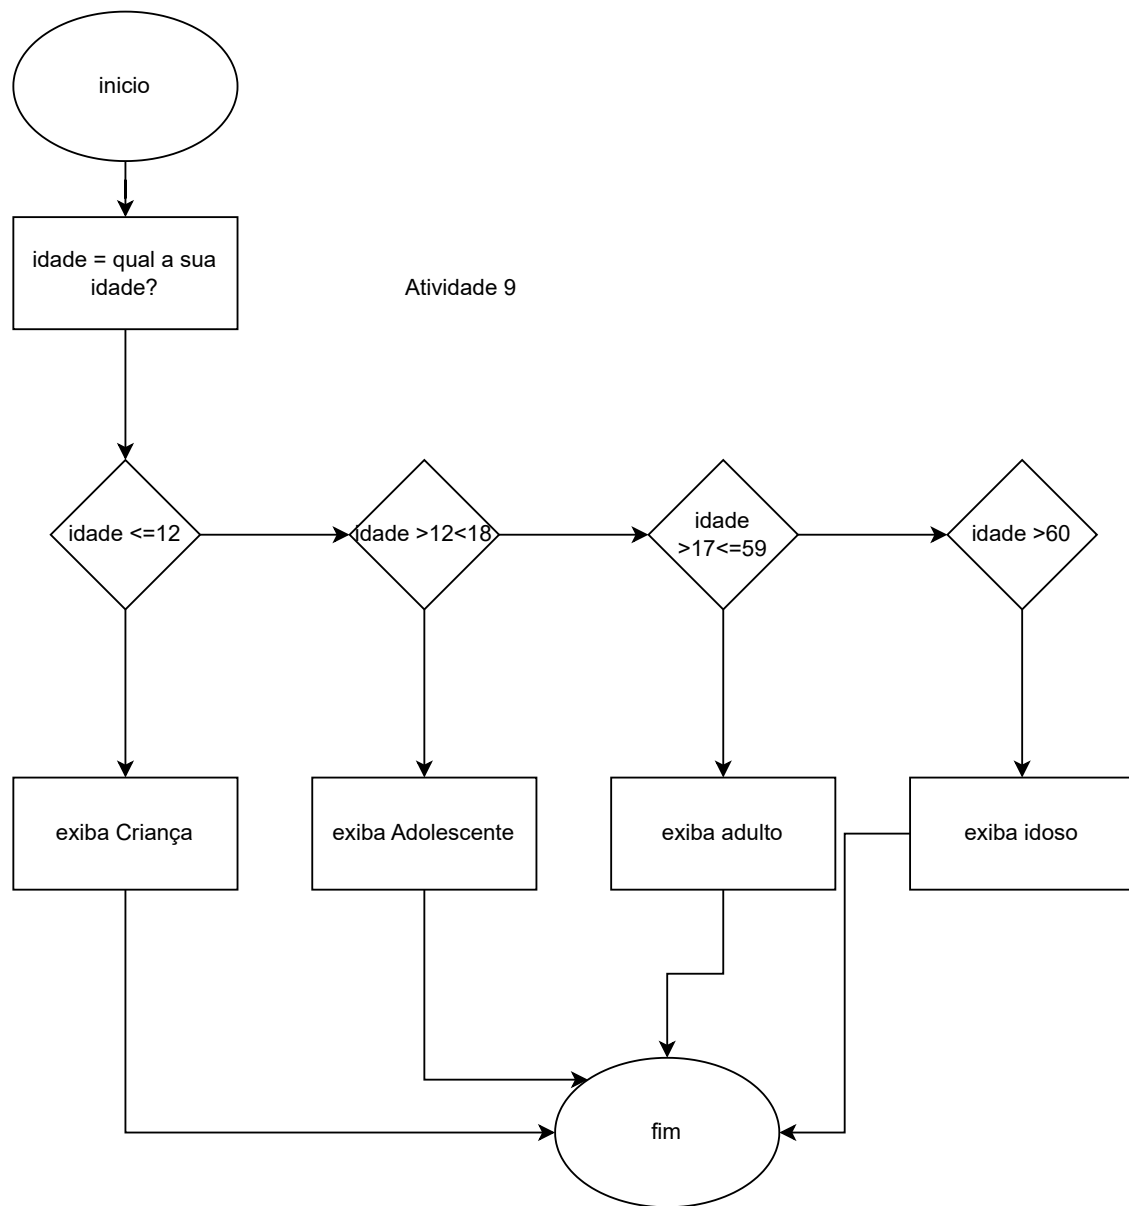 inicio
idade = qual a sua
idade?
Atividade 9
idade <=12
idade >12<18
idade
>17<=59
idade >60
exiba Criança
exiba Adolescente
exiba adulto
exiba idoso
fim